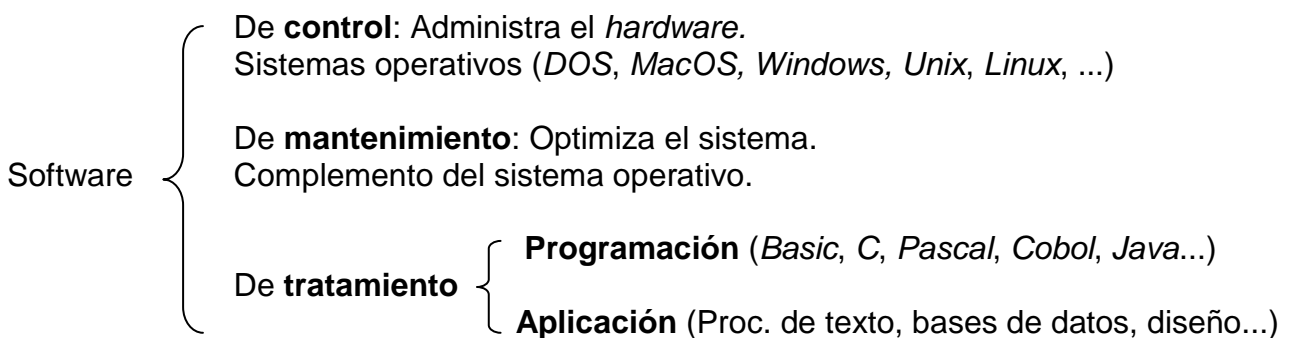 De control: Administra el hardware.
Sistemas operativos (DOS, MacOS, Windows, Unix, Linux, ...)
De mantenimiento: Optimiza el sistema.
Software
Complemento del sistema operativo.
Programación (Basic, C, Pascal, Cobol, Java...)
De tratamiento
Aplicación (Proc. de texto, bases de datos, diseño...)